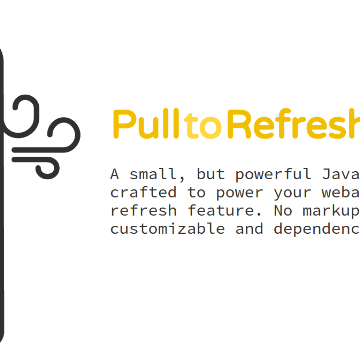 PulltoRefresh
A small, but powerful Java
crafted to power your weba
refresh feature. No markup
customizable and dependenc